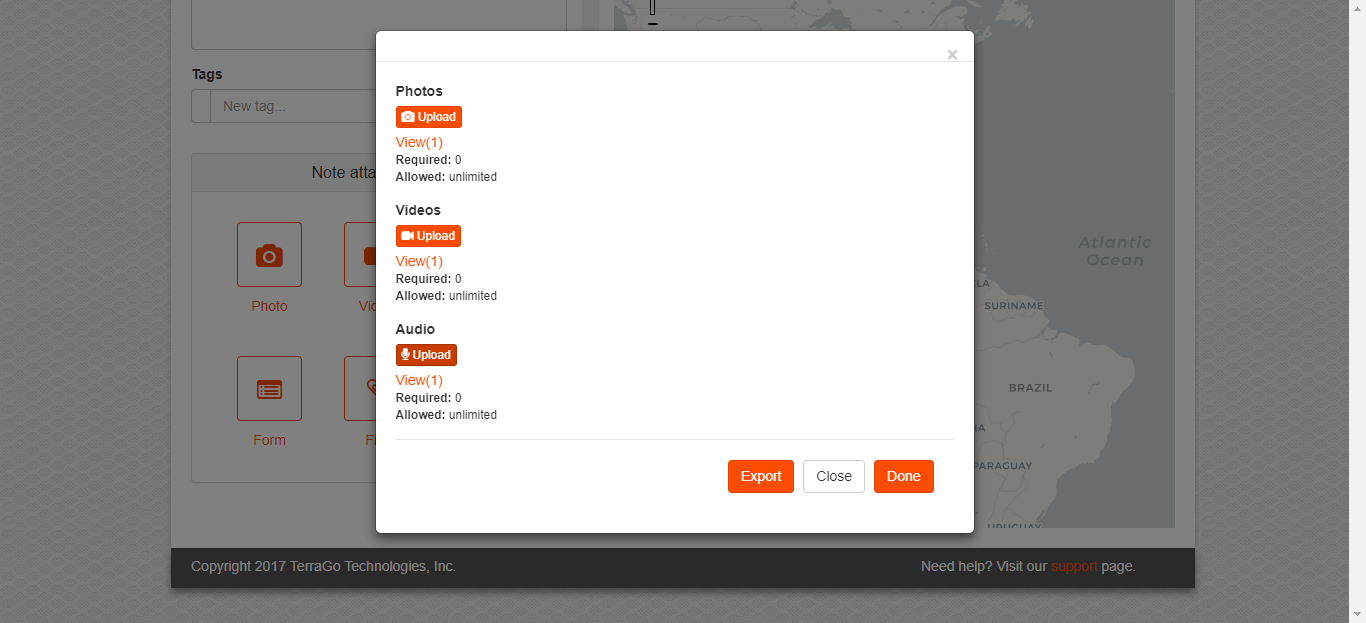 Tags
New tag...
Note atta
Photo
Vid
Form
×
Photos
Upload
View(1)
Required: 0
Allowed: unlimited
Videos
Upload
View(1)
Required: 0
Allowed: unlimited
Audio
Upload
View(1)
Required: 0
Allowed: unlimited
Export Close Done
Atlantic
Ocean
ELA
SURINAME
BRAZIL
IA
PARAGUAY
URUGUAY
Copyright 2017 TerraGo Technologies, Inc.
Need help? Visit our support page.